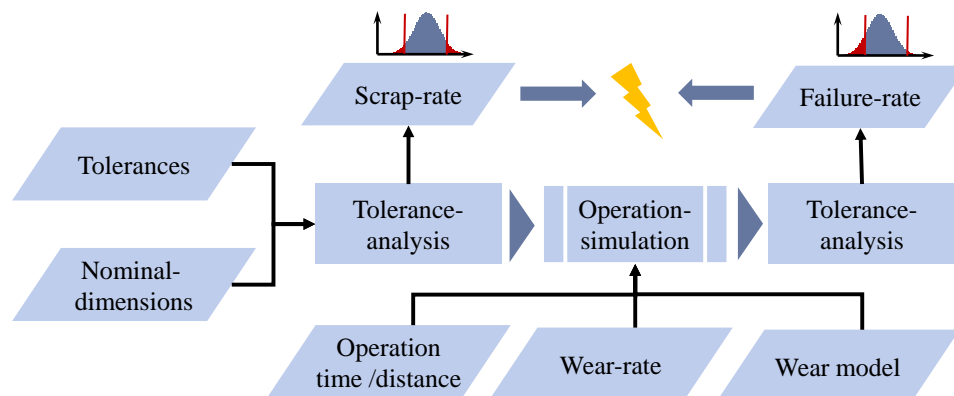 Scrap-rate
Failure-rate
Tolerances
Tolerance-
analysis
Operation-
simulation
Tolerance-
analysis
Nominal-
dimensions
Operation
time /distance
Wear-rate
Wear model